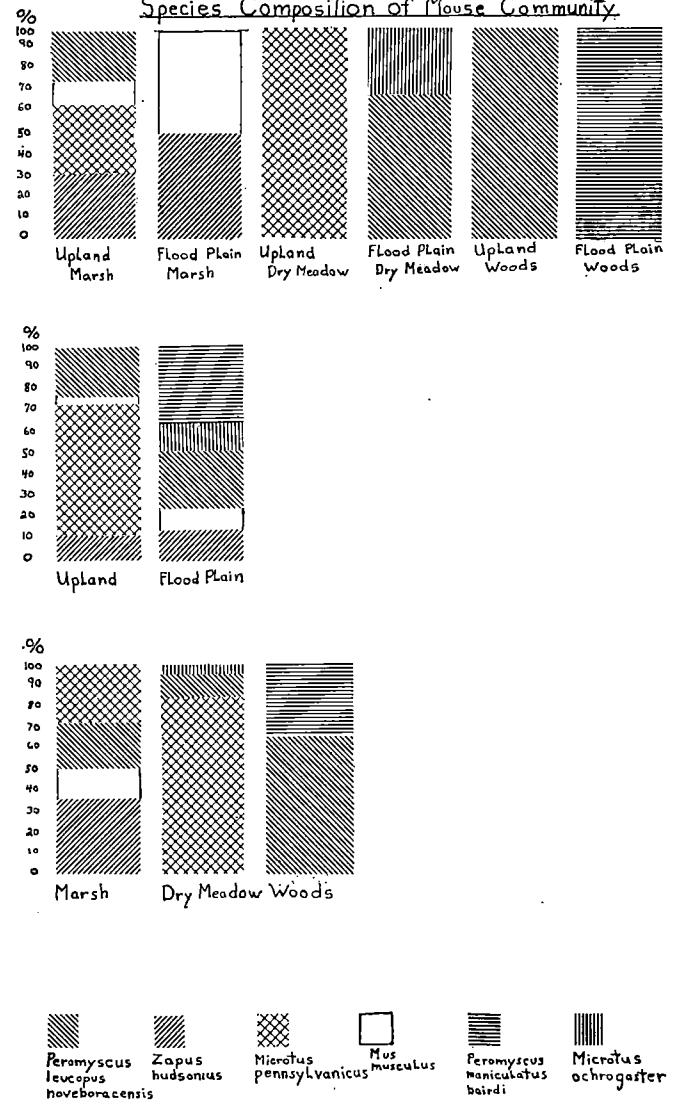 Species Composition of Mouse Community
%
100
90
80
70
60
50
40
30
20
10
0
Upland Marsh
Flood Plain Marsh
Upland Dry Meadow
Flood Plain Dry Meadow
Upland Woods
Flood Plain Woods
%
100
90
80
70
60
50
40
30
20
10
0
Upland
Flood Plain
%
100
90
80
70
60
50
40
30
20
10
0
Marsh
Dry Meadow
Woods
Peromyscus
leucopus
noveboracensis
Zapus
hudsonius
Microtus
pennsylvanicus
Mus
musculus
Peromyscus
maniculatus
bairdi
Microtus
ochrogaster